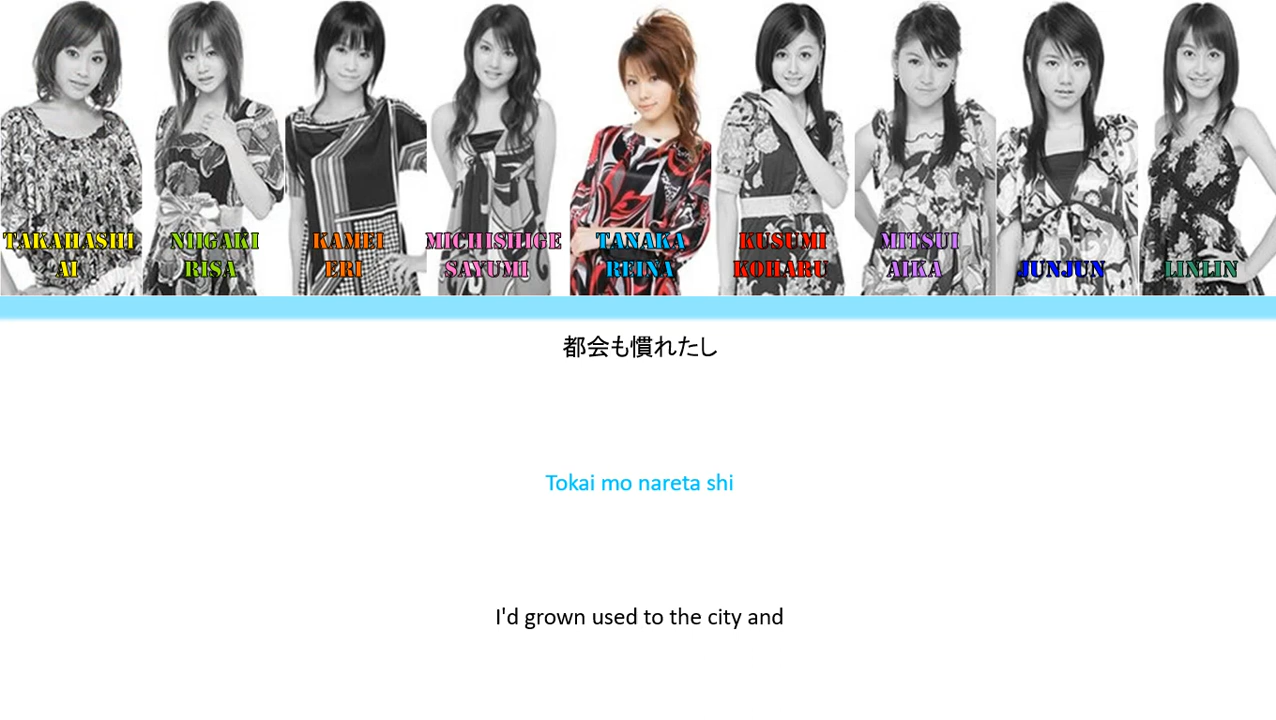 TAKAHASHI
AI
NIIGAKI
RISA
KAMEI
ERI
MICHISHIGE
SAYUMI
TANAKA
REINA
KUSUMI
KOHARU
MITSUI
AIKA
JUNJUN
LINLIN
都会も慣れたし
Tokai mo nareta shi
I'd grown used to the city and